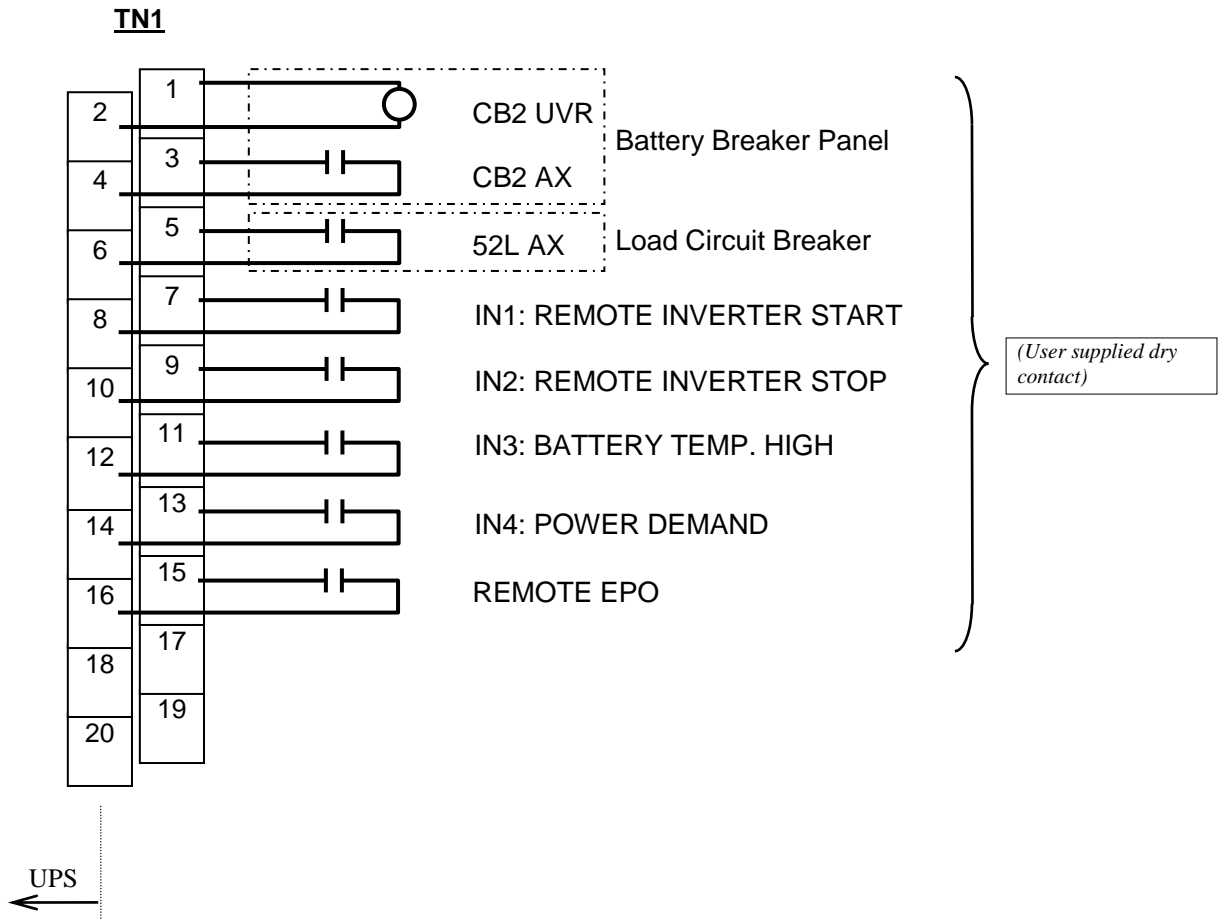 TN1
1
2
CB2 UVR
Battery Breaker Panel
3
4
CB2 AX
5
6
52L AX
Load Circuit Breaker
7
8
IN1: REMOTE INVERTER START
9
10
IN2: REMOTE INVERTER STOP
(User supplied dry
contact)
11
12
IN3: BATTERY TEMP. HIGH
13
14
IN4: POWER DEMAND
15
16
REMOTE EPO
17
18
19
20
UPS